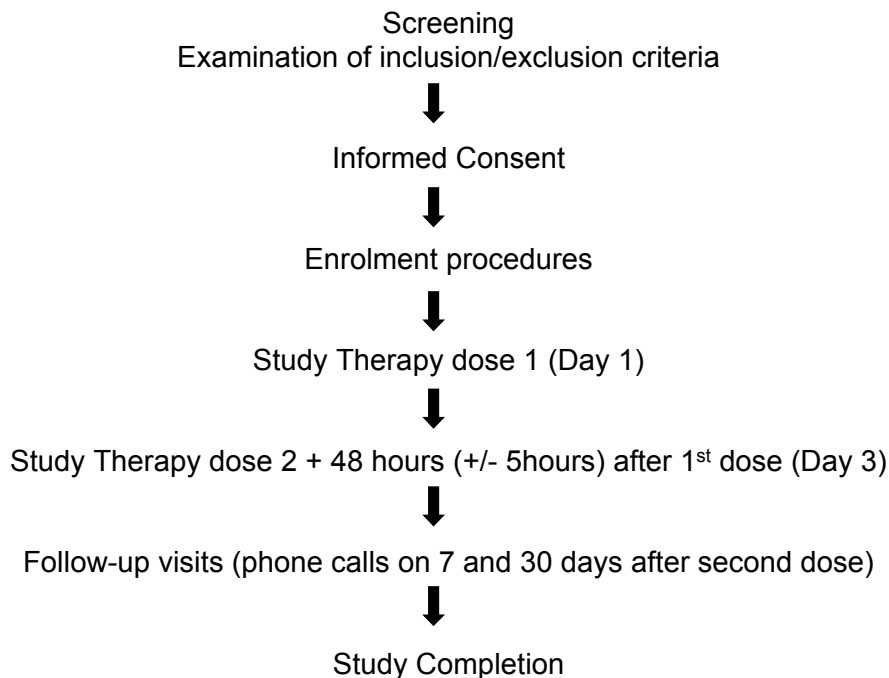 Screening
Examination of inclusion/exclusion criteria
Informed Consent
Enrolment procedures
Study Therapy dose 1 (Day 1)
Study Therapy dose 2 + 48 hours (+/- 5hours) after 1st dose (Day 3)
Follow-up visits (phone calls on 7 and 30 days after second dose)
Study Completion